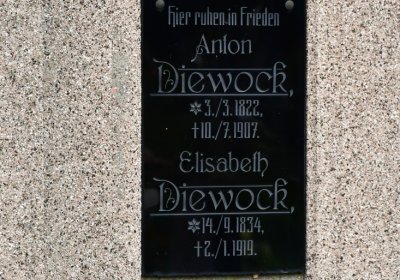 Hier ruhen in Frieden
Anton
Diewock,
*3./3.1822,
†10./7.1907.
Elisabeth
Diewock,
*14./9.1834,
†2./1.1919.